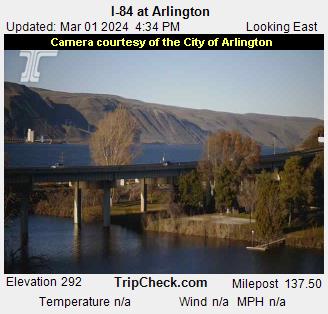 I-84 at Arlington
Updated: Mar 01 2024 4:34 PM Looking East
Camera courtesy of the City of Arlington
Elevation 292 TripCheck.com Milepost 137.50
Temperature n/a Wind n/a MPH n/a